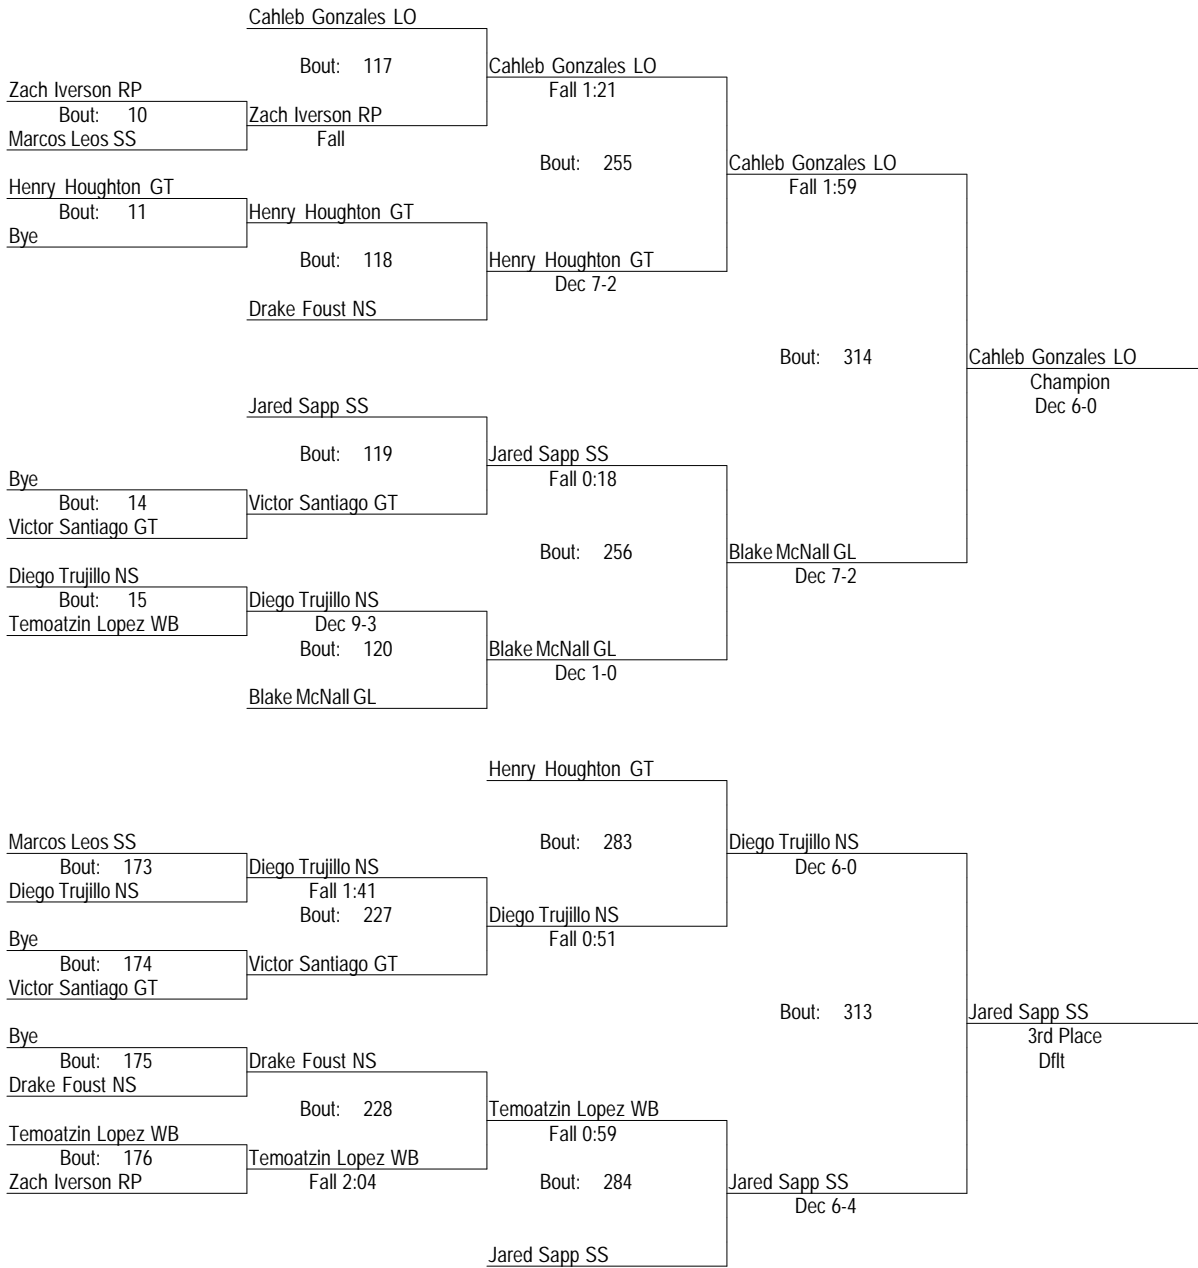 Cahleb Gonzales LO
Bout: 117
Cahleb Gonzales LO
Zach Iverson RP
Fall 1:21
Bout: 10
Zach Iverson RP
Marcos Leos SS
Fall
Bout: 255
Cahleb Gonzales LO
Henry Houghton GT
Fall 1:59
Bout: 11
Henry Houghton GT
Bye
Bout: 118
Henry Houghton GT
Dec 7-2
Drake Foust NS
Bout: 314
Cahleb Gonzales LO
Champion
Dec 6-0
Jared Sapp SS
Bout: 119
Jared Sapp SS
Bye
Fall 0:18
Bout: 14
Victor Santiago GT
Victor Santiago GT
Bout: 256
Blake McNall GL
Diego Trujillo NS
Dec 7-2
Bout: 15
Diego Trujillo NS
Temoatzin Lopez WB
Dec 9-3
Bout: 120
Blake McNall GL
Dec 1-0
Blake McNall GL
Henry Houghton GT
Marcos Leos SS
Bout: 283
Diego Trujillo NS
Bout: 173
Diego Trujillo NS
Dec 6-0
Diego Trujillo NS
Fall 1:41
Bout: 227
Diego Trujillo NS
Bye
Fall 0:51
Bout: 174
Victor Santiago GT
Victor Santiago GT
Bout: 313
Jared Sapp SS
Bye
3rd Place
Bout: 175
Drake Foust NS
Dflt
Drake Foust NS
Bout: 228
Temoatzin Lopez WB
Temoatzin Lopez WB
Fall 0:59
Bout: 176
Temoatzin Lopez WB
Zach Iverson RP
Fall 2:04
Bout: 284
Jared Sapp SS
Dec 6-4
Jared Sapp SS